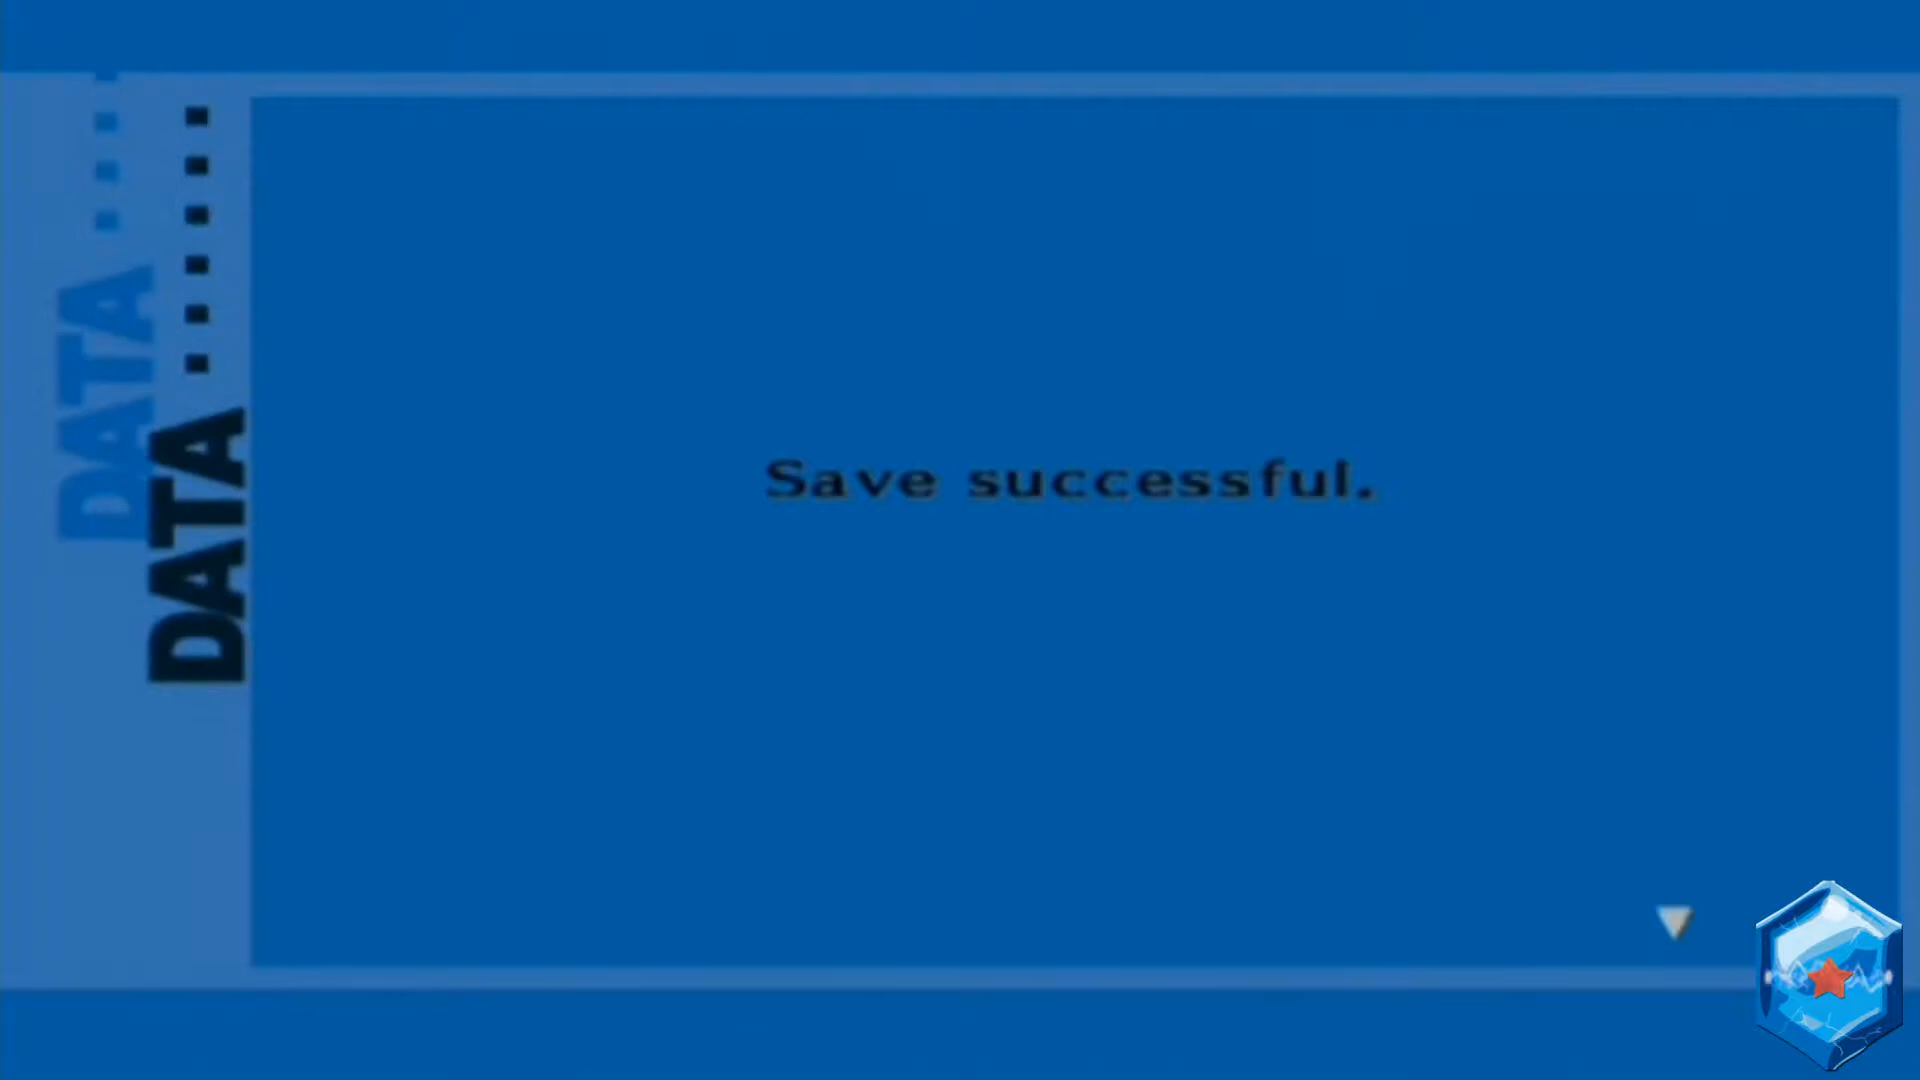 DATA ......
DATA ....
Save successful.